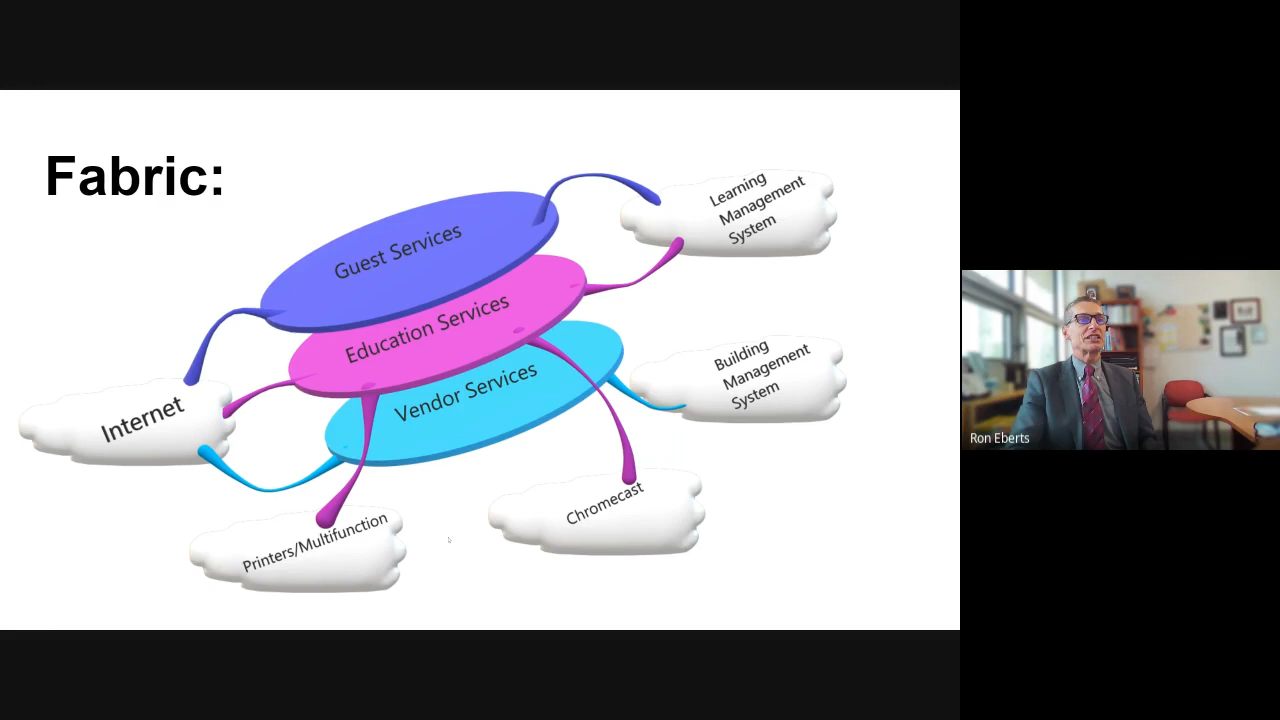 Fabric:
Guest Services
Education Services
Vendor Services
Learning
Management
System
Building
Management
System
Internet
Printers/Multifunction
Chromecast
Ron Eberts